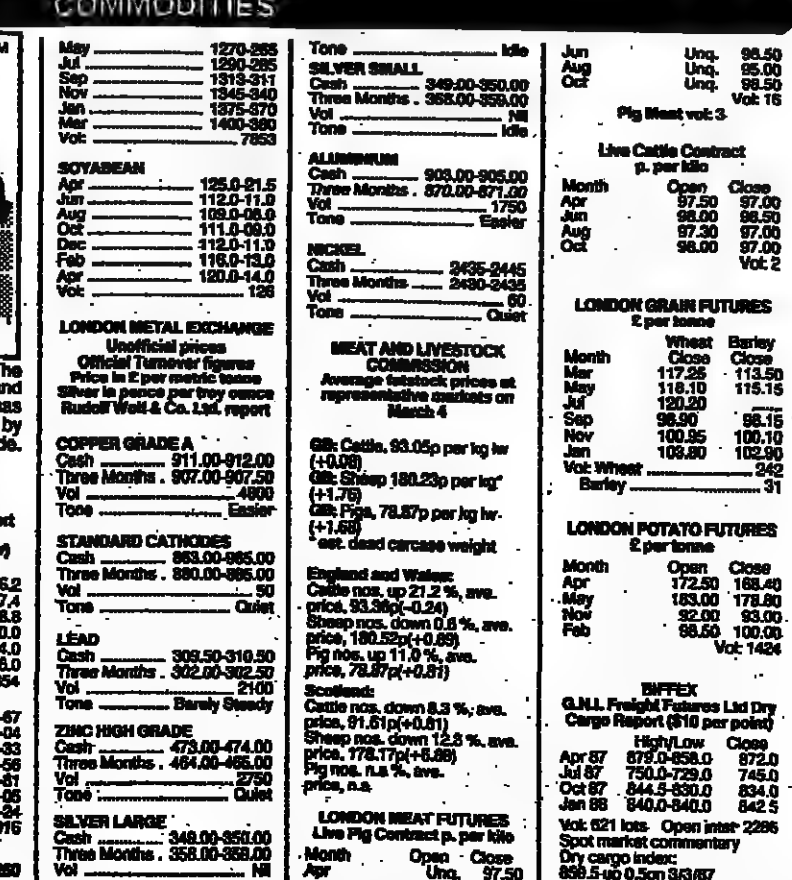 COMMODITIES
May 1270-265
Jul 1290-285
Sep 1313-311
Nov 1345-340
Jan 1375-370
Mar 1400-380
Vol: 7853
SOYABEAN
Apr 125.0-21.5
Jun 112.0-11.0
Aug 109.0-06.0
Oct 111.0-09.0
Dec 112.0-11.0
Feb 116.0-13.0
Apr 120.0-14.0
Vol: 126
LONDON METAL EXCHANGE
Unofficial prices
Official Turnover figures
Price in £ per metric tonne
Silver in pence per troy ounce
Rudolf Wolf & Co. Ltd. report
COPPER GRADE A
Cash 911.00-912.00
Three Months . 907.00-907.50
Vol 4900
Tone Easier
STANDARD CATHODES
Cash 863.00-865.00
Three Months . 880.00-885.00
Vol 50
Tone Quiet
LEAD
Cash 309.50-310.50
Three Months . 302.00-302.50
Vol 2100
Tone Barely Steady
ZINC HIGH GRADE
Cash 473.00-474.00
Three Months . 464.00-465.00
Vol 2750
Tone Quiet
SILVER LARGE
Cash 348.00-350.00
Three Months . 358.00-359.00
Vol Nil
Tone Idle
SILVER SMALL
Cash 349.00-350.00
Three Months . 358.00-359.00
Vol Nil
Tone Idle
ALUMINIUM
Cash 903.00-905.00
Three Months . 870.00-871.00
Vol 1750
Tone Easier
NICKEL
Cash 2435-2445
Three Months 2430-2435
Vol 60
Tone Quiet
MEAT AND LIVESTOCK
COMMISSION
Average fatstock prices at
representative markets on
March 4
GB: Cattle, 93.05p per kg lw
(+0.08)
GB: Sheep 180.23p per kg*
(+1.76)
GB: Pigs, 78.87p per kg lw
(+1.68)
* est. dead carcase weight
England and Wales:
Cattle nos. up 21.2 %, ave.
price, 93.36p(-0.24)
Sheep nos. down 0.6 %, ave.
price, 180.52p(+0.89)
Pig nos. up 11.0 %, ave.
price, 78.87p(+0.81)
Scotland:
Cattle nos. down 8.3 %, ave.
price, 91.61p(+0.81)
Sheep nos. down 12.8 %, ave.
price, 178.17p(+6.88)
Pig nos. n.a %, ave.
price, n.a
LONDON MEAT FUTURES
Live Pig Contract p. per kilo
Month Open Close
Apr Unq. 97.50
Jun Unq. 98.50
Aug Unq. 95.00
Oct Unq. 98.50
Vol: 16
Pig Meat vol: 3
Live Cattle Contract
p. per kilo
Month Open Close
Apr 97.50 97.00
Jun 98.00 98.50
Aug 97.30 97.00
Oct 98.00 97.00
Vol: 2
LONDON GRAIN FUTURES
£ per tonne
Wheat Barley
Month Close Close
Mar 117.25 113.50
May 118.10 115.15
Jul 120.20
Sep 98.90 98.15
Nov 100.95 100.10
Jan 103.80 102.90
Vol: Wheat 242
Barley 31
LONDON POTATO FUTURES
£ per tonne
Month Open Close
Apr 172.50 168.40
May 183.00 178.80
Nov 92.00 93.00
Feb 98.50 100.00
Vol: 1424
BIFFEX
G.N.I. Freight Futures Ltd Dry
Cargo Report ($10 per point)
High/Low Close
Apr 87 879.0-858.0 872.0
Jul 87 750.0-729.0 745.0
Oct 87 844.5-830.0 834.0
Jan 88 840.0-840.0 842.5
Vol: 621 lots Open inter 2286
Spot market commentary
Dry cargo index:
898.5 up 0.5 on 3/3/87